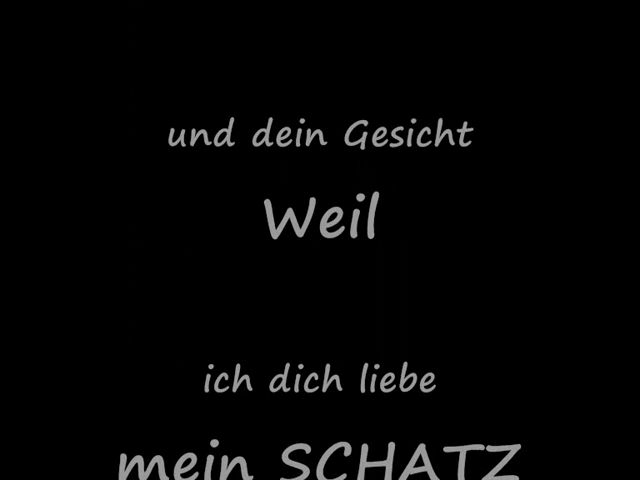 und dein Gesicht
Weil
ich dich liebe
mein SCHATZ